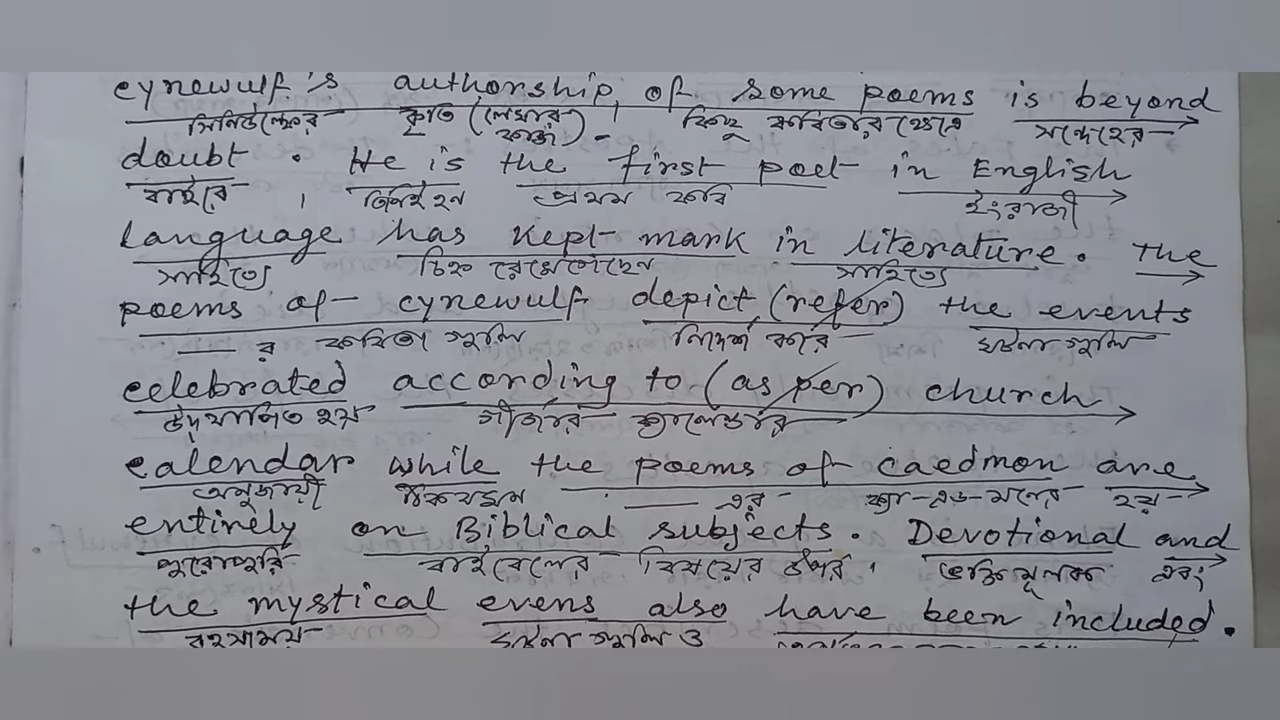 cynewulf's authorship of some poems is beyond
সিনিউল্ফের কৃতি (লেখার কাজ) - কিছু কবিতার ক্ষেত্রে সন্দেহের -
doubt. He is the first poet in English
বাইরে। তিনিই হন প্রথম কবি ইংরাজী
language has kept mark in literature. The
সাহিত্যে চিহ্ন রেখে গেছেন সাহিত্যে
poems of cynewulf depict (refer) the events
র কবিতা গুলি নির্দেশ করে ঘটনা গুলি
celebrated according to (as per) church
উদ্‌যাপিত হয় গীর্জার ক্যালেন্ডার
calendar while the poems of caedmon are
অনুজায়ী এর ক্যা-এড-মনের হয়
entirely on Biblical subjects. Devotional and
পুরোপুরি বাইবেলের বিষয়ের উপর। ভক্তিমূলক এবং
the mystical evens also have been included.
রহস্যময় ঘটনা গুলি ও